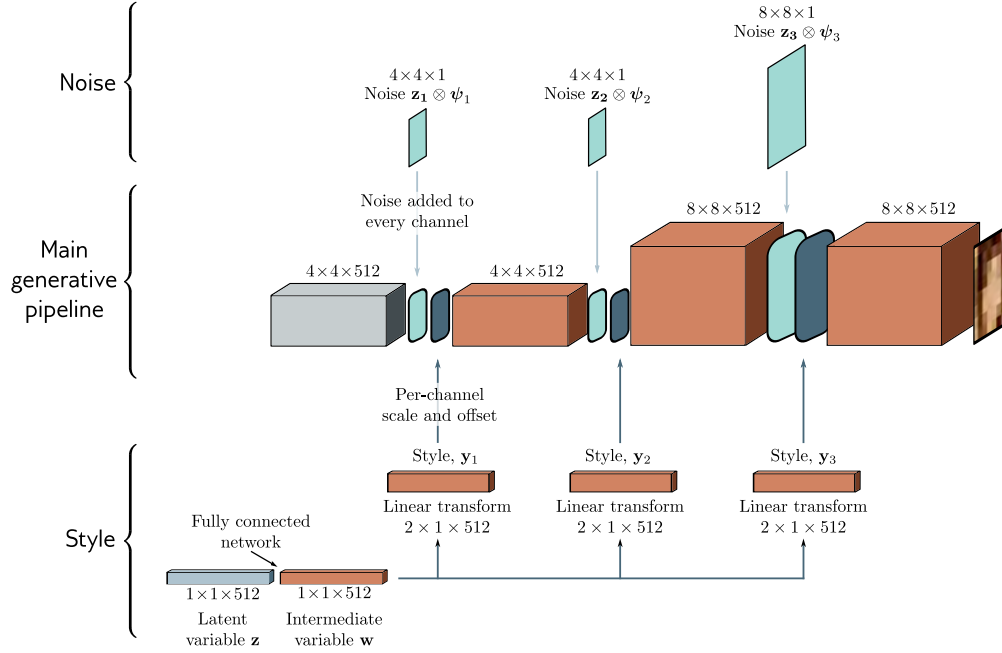 Noise
4×4×1
Noise z₁ ⊗ ψ₁
4×4×1
Noise z₂ ⊗ ψ₂
8×8×1
Noise z₃ ⊗ ψ₃
Noise added to
every channel
Main
generative
pipeline
4×4×512
4×4×512
8×8×512
8×8×512
Per-channel
scale and offset
Style
Style, y₁
Linear transform
2 × 1 × 512
Style, y₂
Linear transform
2 × 1 × 512
Style, y₃
Linear transform
2 × 1 × 512
Fully connected
network
1×1×512
Latent
variable z
1×1×512
Intermediate
variable w